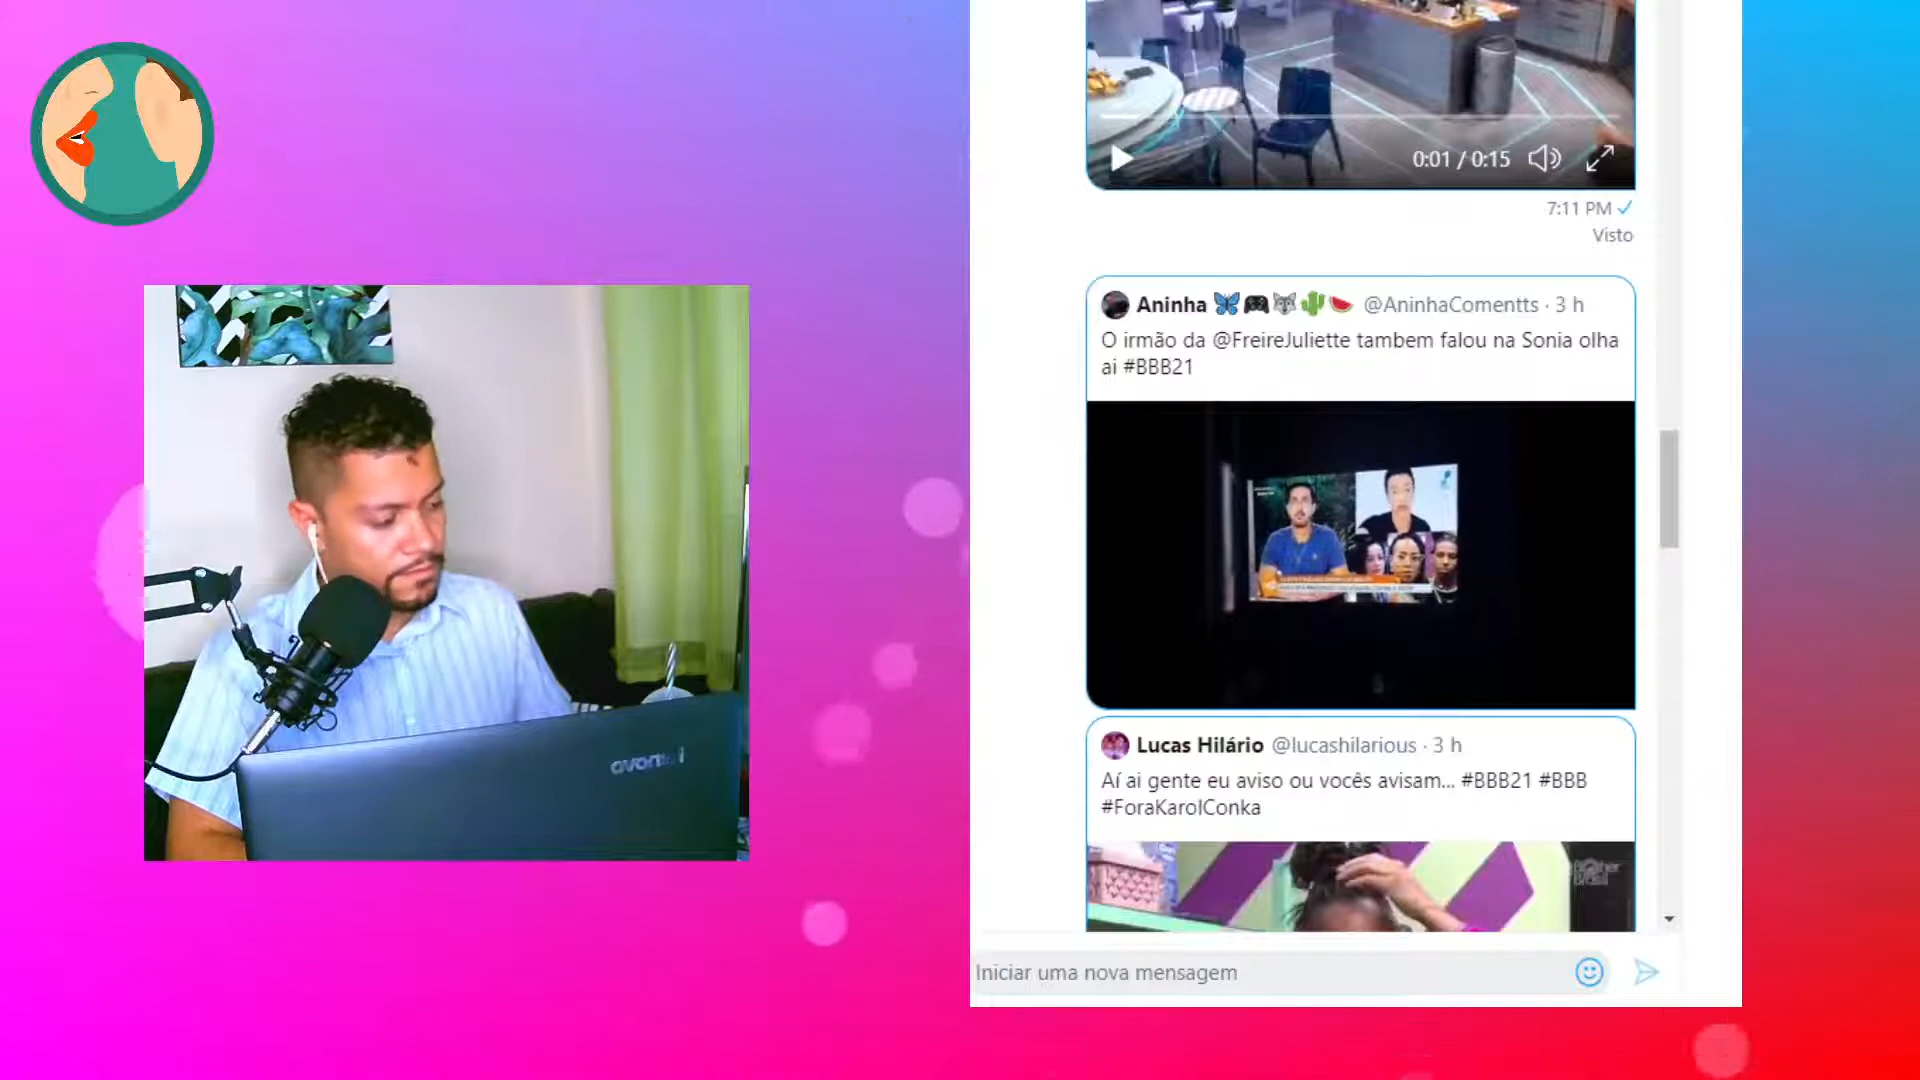 0:01 / 0:15
7:11 PM
Visto
Aninha 🦋🎮🐺🌵🍉 @AninhaComentts · 3 h
O irmão da @FreireJuliette tambem falou na Sonia olha
ai #BBB21
Lucas Hilário @lucashilarious · 3 h
Aí ai gente eu aviso ou vocês avisam... #BBB21 #BBB
#ForaKarolConka
Iniciar uma nova mensagem